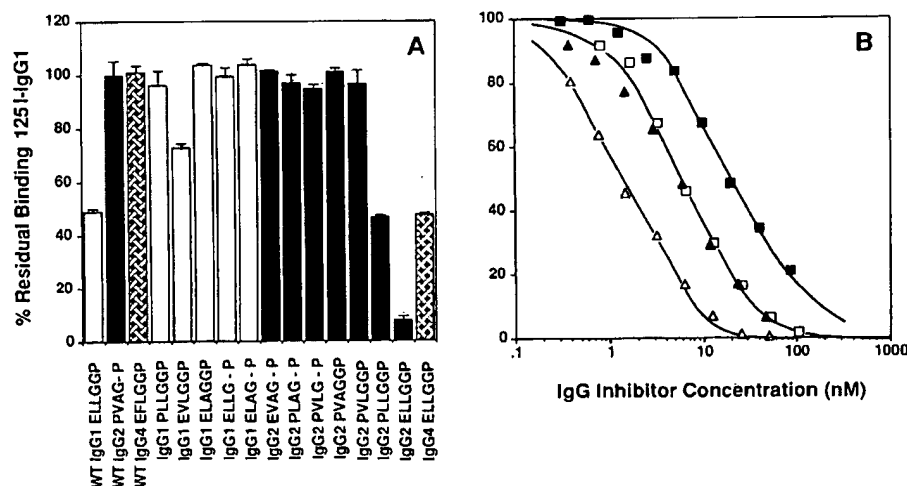 A
% Residual Binding 125I-IgG1
120
100
80
60
40
20
0
WT IgG1 ELLGGP
WT IgG2 PVAG - P
WT IgG4 EFLGGP
IgG1 PLLGGP
IgG1 EVLGGP
IgG1 ELAGGP
IgG1 ELLG - P
IgG1 ELAG - P
IgG2 EVAG - P
IgG2 PLAG - P
IgG2 PVLG - P
IgG2 PVAGGP
IgG2 PVLGGP
IgG2 PLLGGP
IgG2 ELLGGP
IgG4 ELLGGP
B
100
80
60
40
20
0
.1
1
10
100
1000
IgG Inhibitor Concentration (nM)